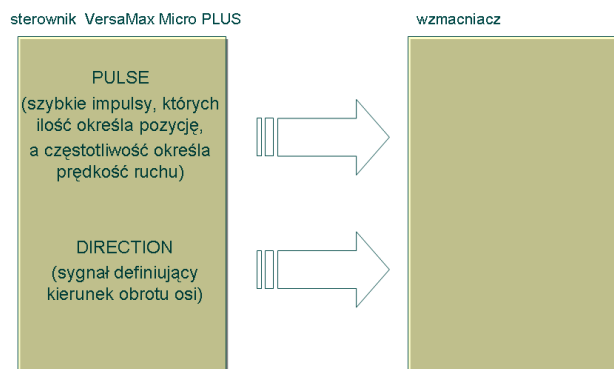 sterownik VersaMax Micro PLUS
wzmacniacz
PULSE
(szybkie impulsy, których
ilość określa pozycję,
a częstotliwość określa
prędkość ruchu)
DIRECTION
(sygnał definiujący
kierunek obrotu osi)